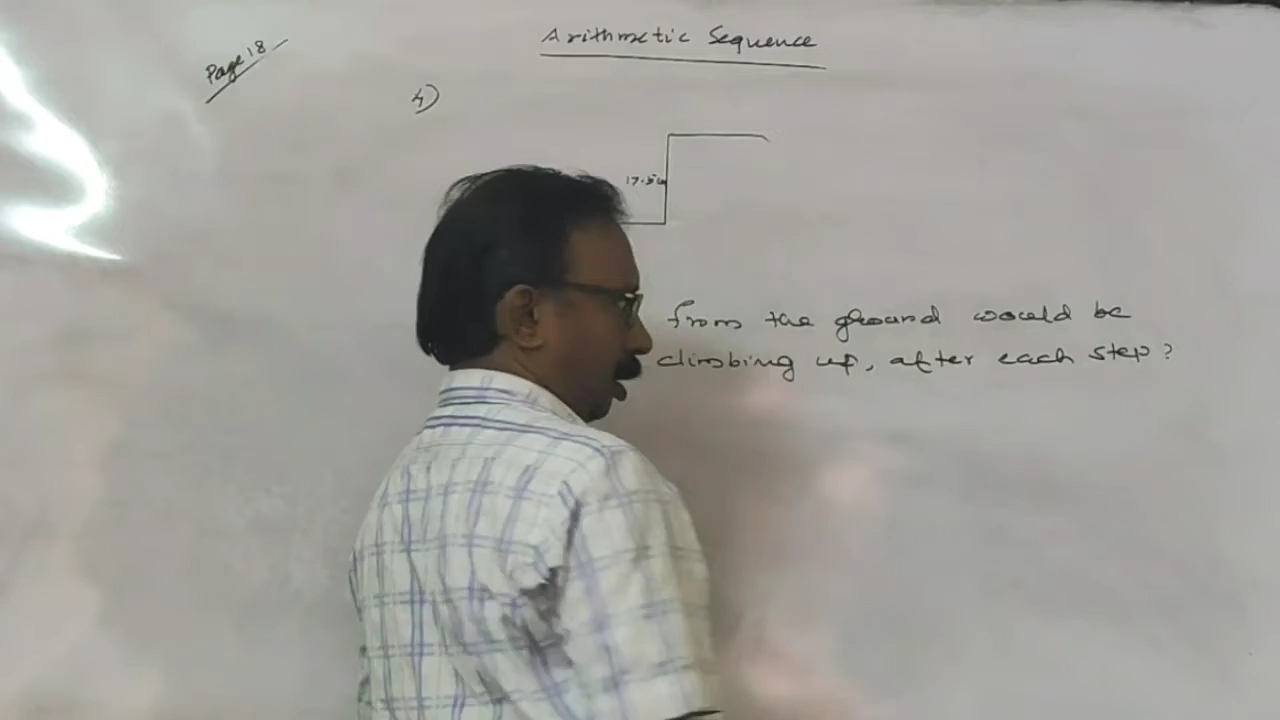 Arithmetic Sequence
Page 18
4)
17.5cm
from the ground would be
climbing up, after each step?